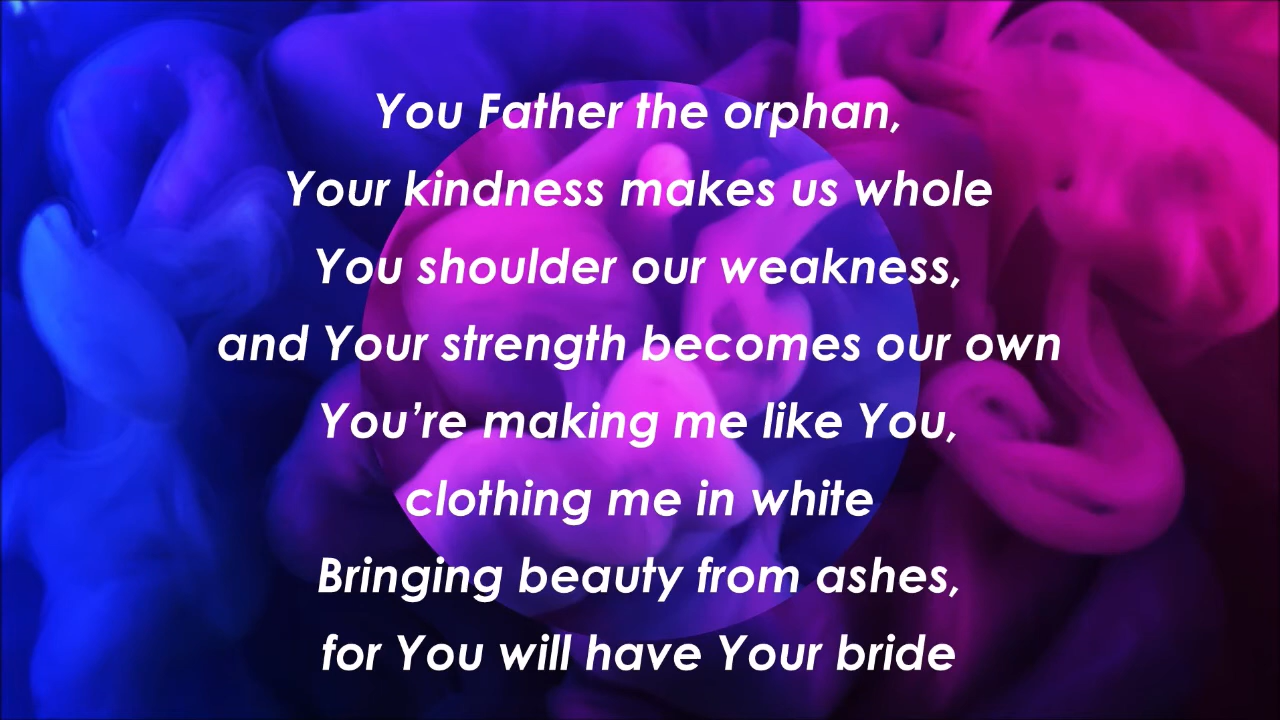 You Father the orphan,
Your kindness makes us whole
You shoulder our weakness,
and Your strength becomes our own
You’re making me like You,
clothing me in white
Bringing beauty from ashes,
for You will have Your bride